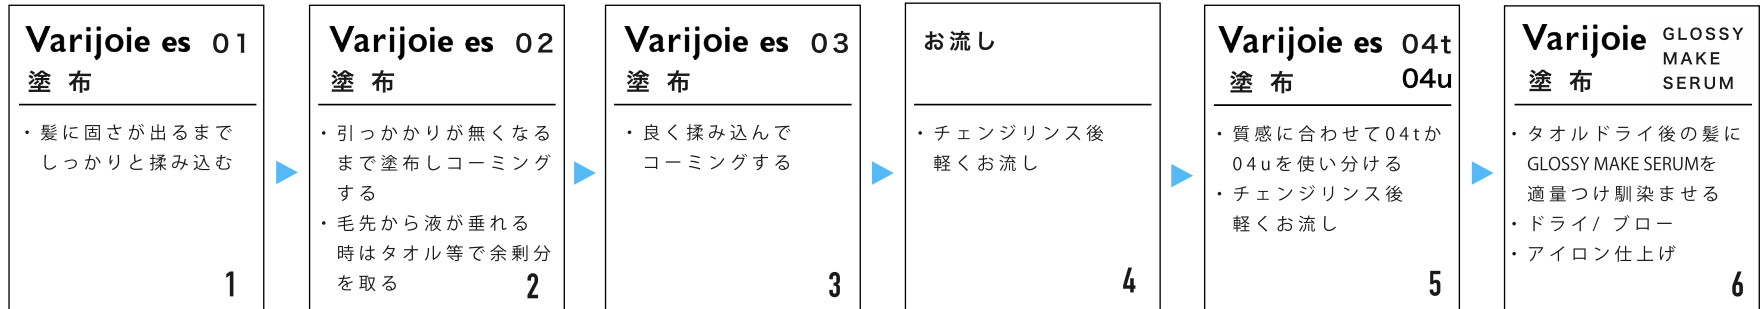 Varijoie es 01
塗 布
・髪に固さが出るまで
しっかりと揉み込む
1
Varijoie es 02
塗 布
・引っかかりが無くなる
まで塗布しコーミング
する
・毛先から液が垂れる
時はタオル等で余剰分
を取る
2
Varijoie es 03
塗 布
・良く揉み込んで
コーミングする
3
お流し
・チェンジリンス後
軽くお流し
4
Varijoie es 04t
04u
塗 布
・質感に合わせて04tか
04uを使い分ける
・チェンジリンス後
軽くお流し
5
Varijoie
GLOSSY
MAKE
SERUM
塗 布
・タオルドライ後の髪に
GLOSSY MAKE SERUMを
適量つけ馴染ませる
・ドライ/ ブロー
・アイロン仕上げ
6